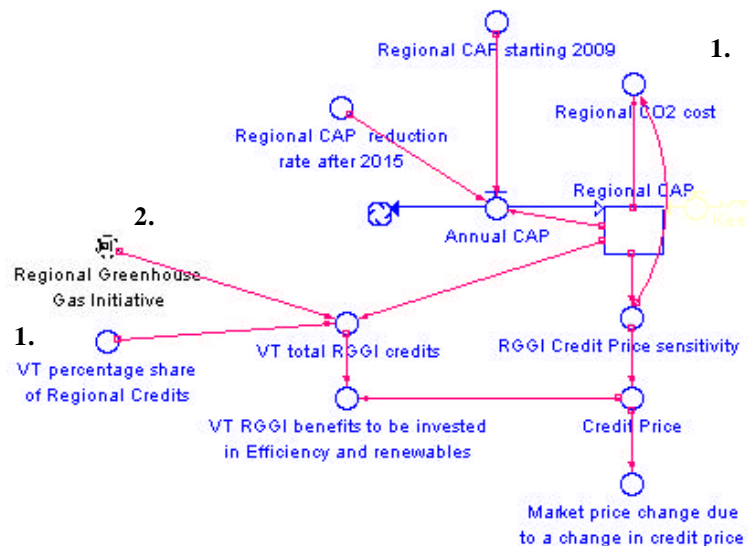 Regional CAP starting 2009
1.
Regional CO2 cost
Regional CAP reduction
rate after 2015
Regional CAP
2.
Annual CAP
Regional Greenhouse
Gas Initiative
1.
VT total RGGI credits
RGGI Credit Price sensitivity
VT percentage share
of Regional Credits
VT RGGI benefits to be invested
in Efficiency and renewables
Credit Price
Market price change due
to a change in credit price